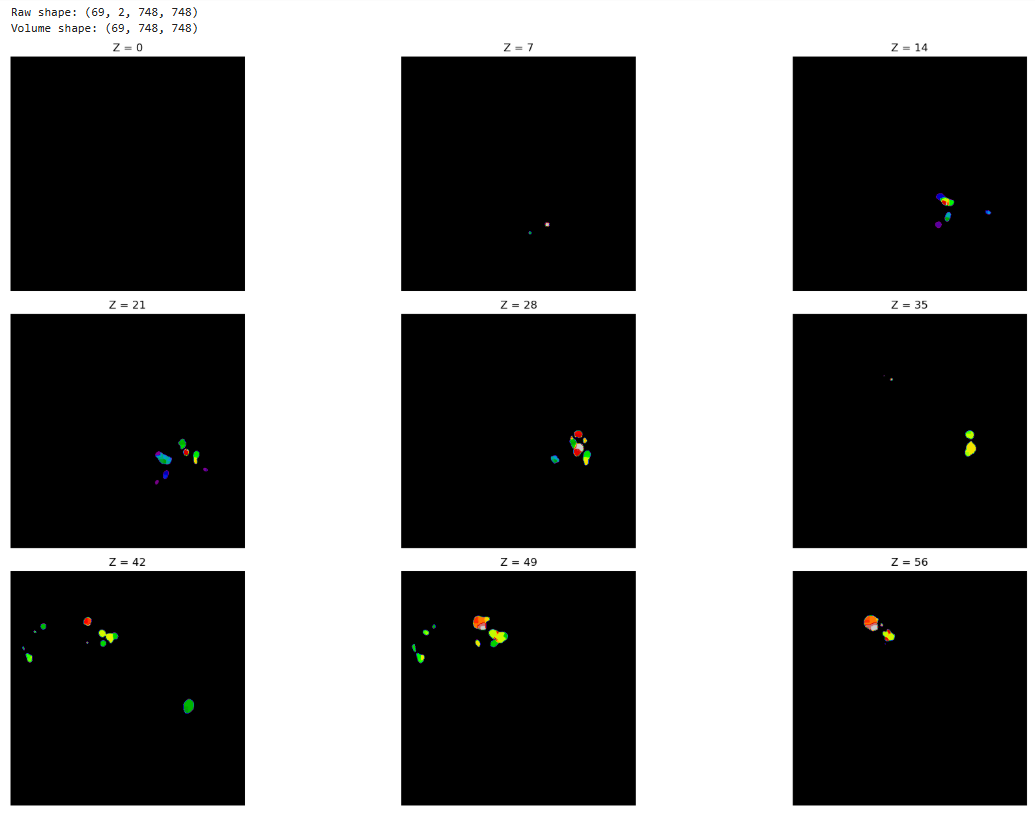 Raw shape: (69, 2, 748, 748)
Volume shape: (69, 748, 748)
Z = 0
Z = 7
Z = 14
Z = 21
Z = 28
Z = 35
Z = 42
Z = 49
Z = 56